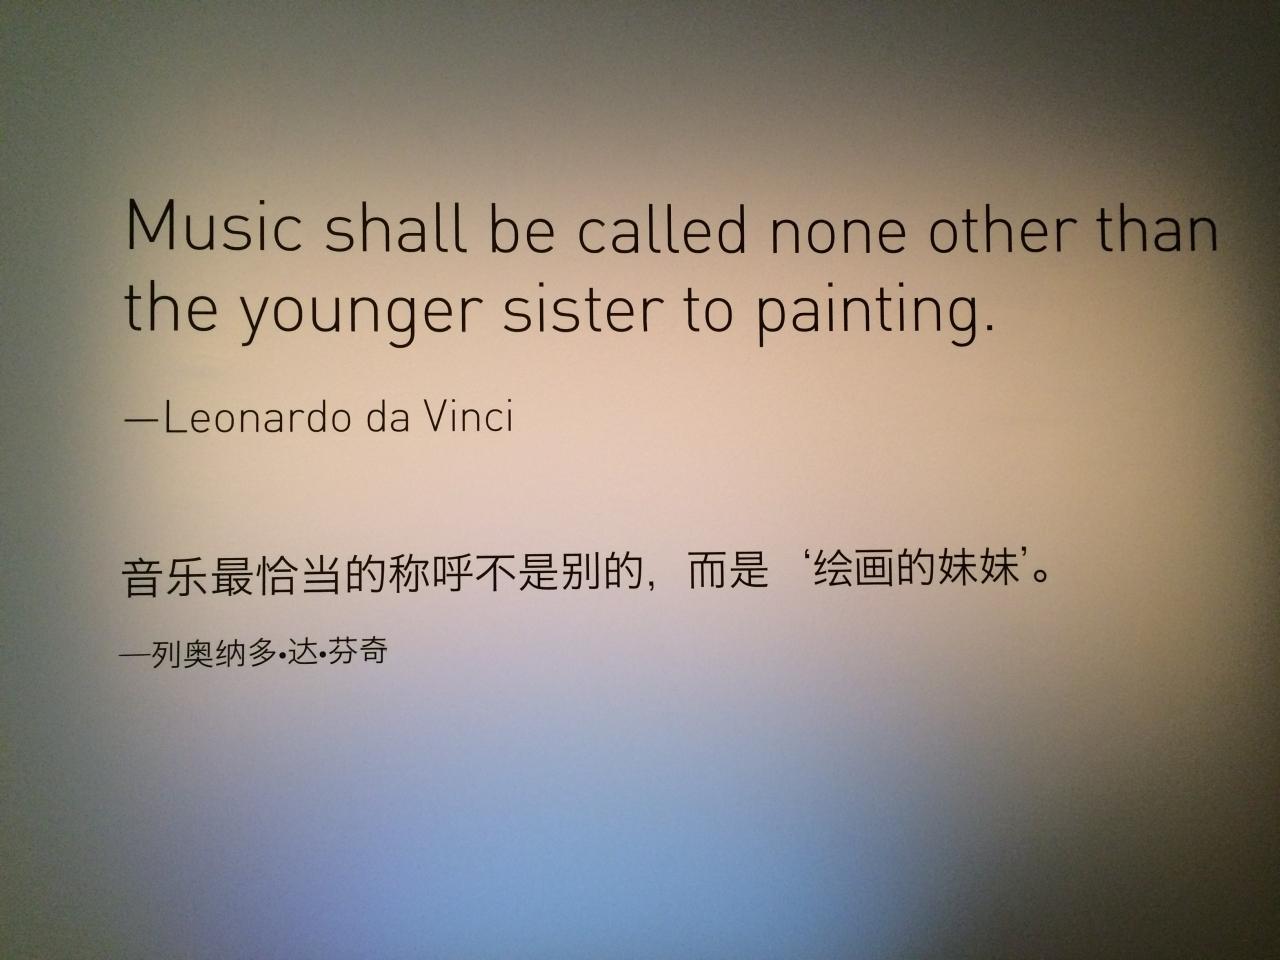 Music shall be called none other than
the younger sister to painting.
—Leonardo da Vinci
音乐最恰当的称呼不是别的，而是‘绘画的妹妹’。
—列奥纳多•达•芬奇